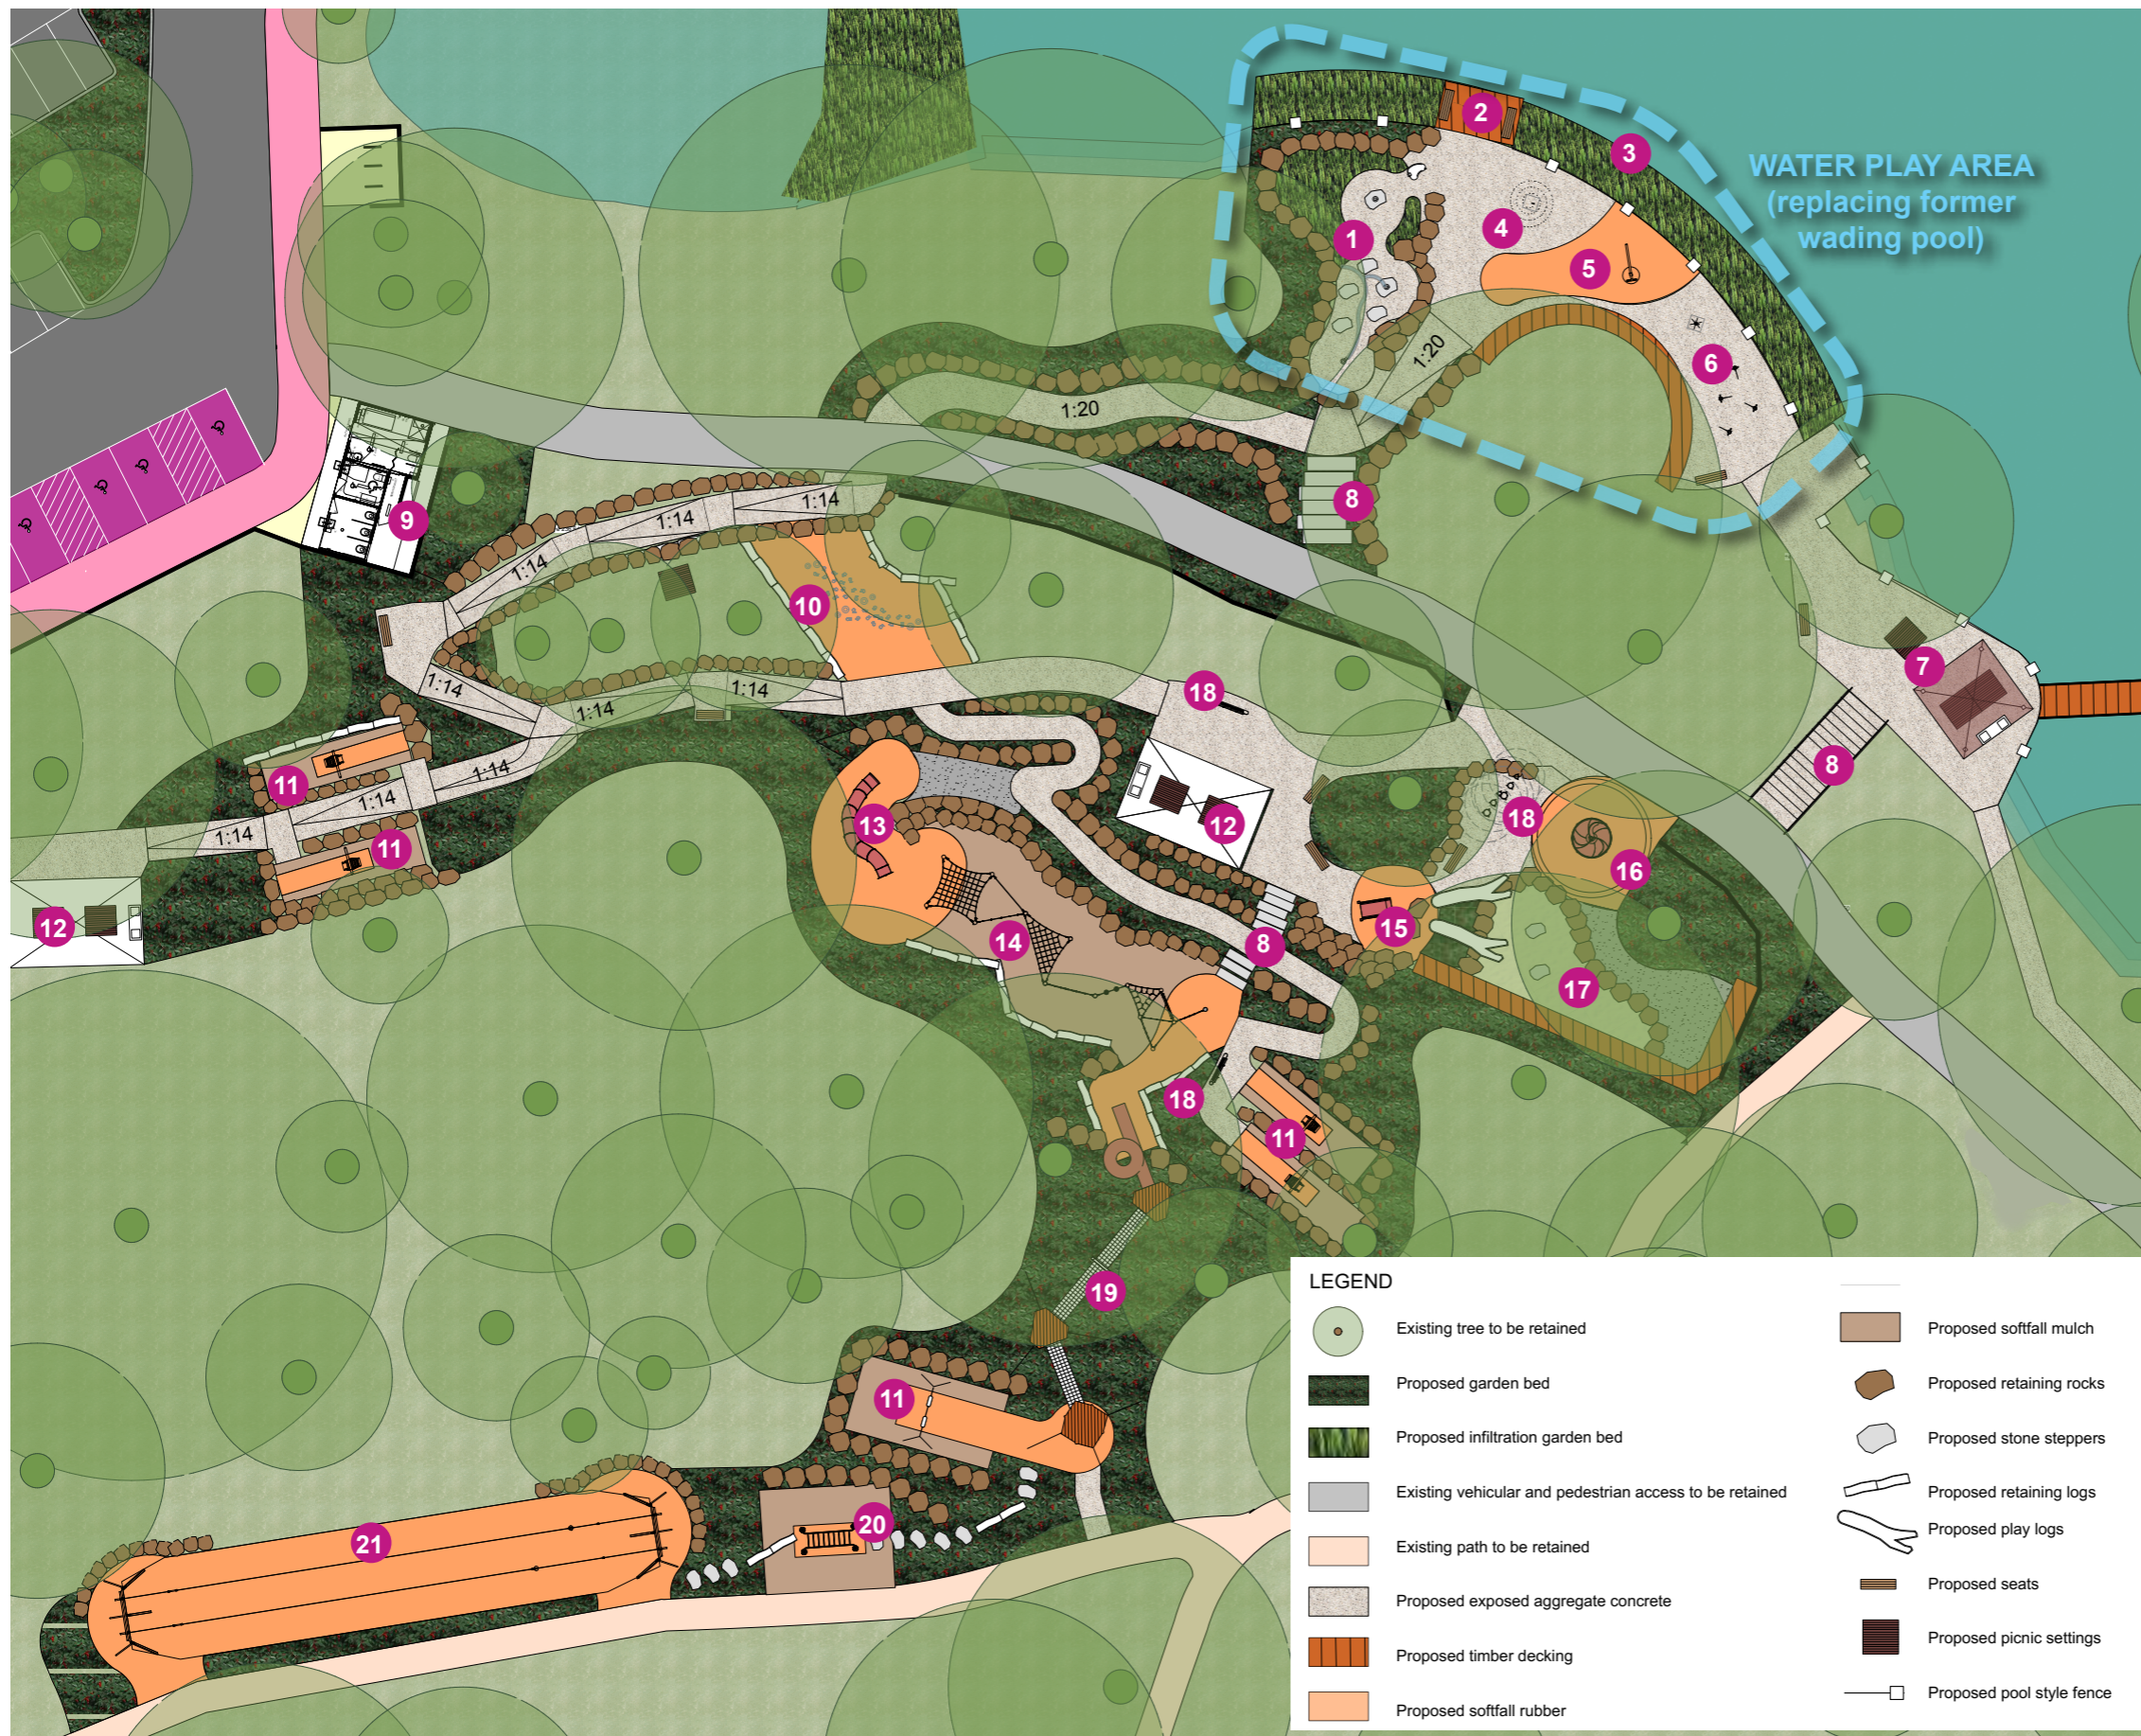 2
3
WATER PLAY AREA
(replacing former
wading pool)
1
4
5
6
1:20
1:20
8
9
1:14
1:14
1:14
10
7
18
1:14
1:14
1:14
8
11
1:14
1:14
1:14
11
12
13
12
18
16
15
14
8
17
18
11
19
11
20
21
LEGEND
Existing tree to be retained
Proposed garden bed
Proposed infiltration garden bed
Existing vehicular and pedestrian access to be retained
Existing path to be retained
Proposed exposed aggregate concrete
Proposed timber decking
Proposed softfall rubber
Proposed softfall mulch
Proposed retaining rocks
Proposed stone steppers
Proposed retaining logs
Proposed play logs
Proposed seats
Proposed picnic settings
Proposed pool style fence